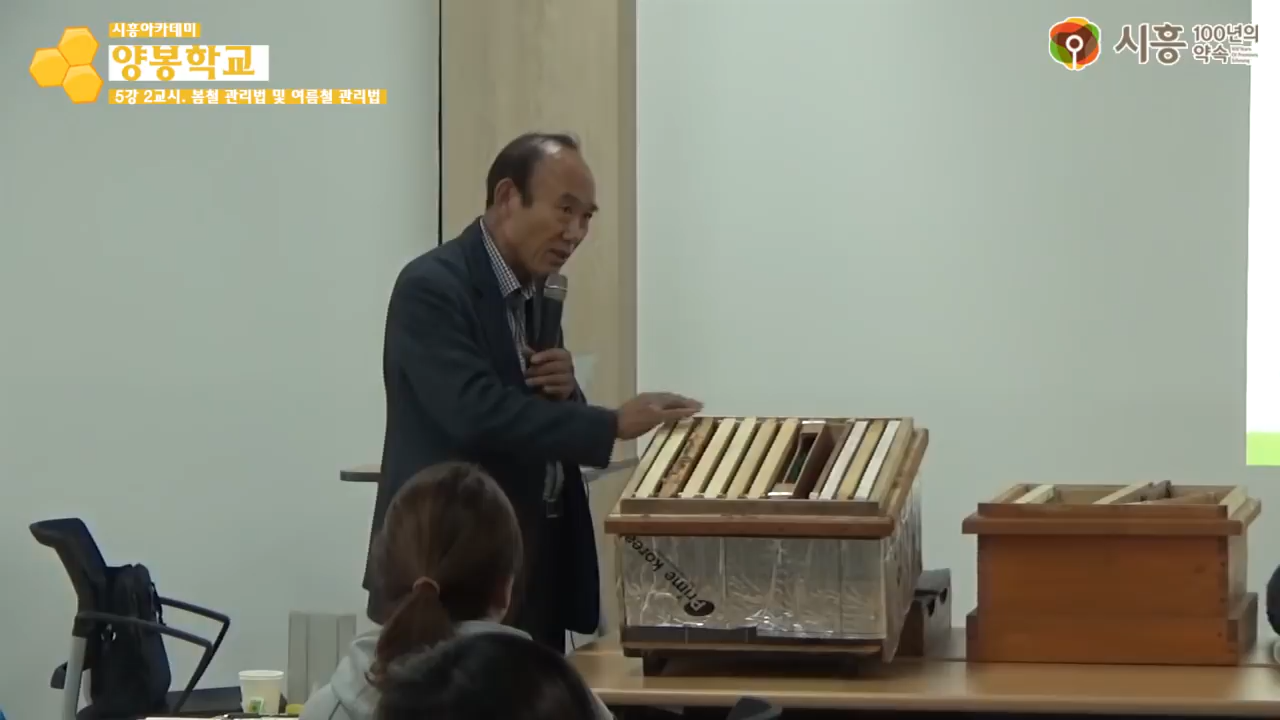 시흥아카데미
양봉학교
5강 2교시. 봄철 관리법 및 여름철 관리법
시흥 100년의 약속
Prime korea